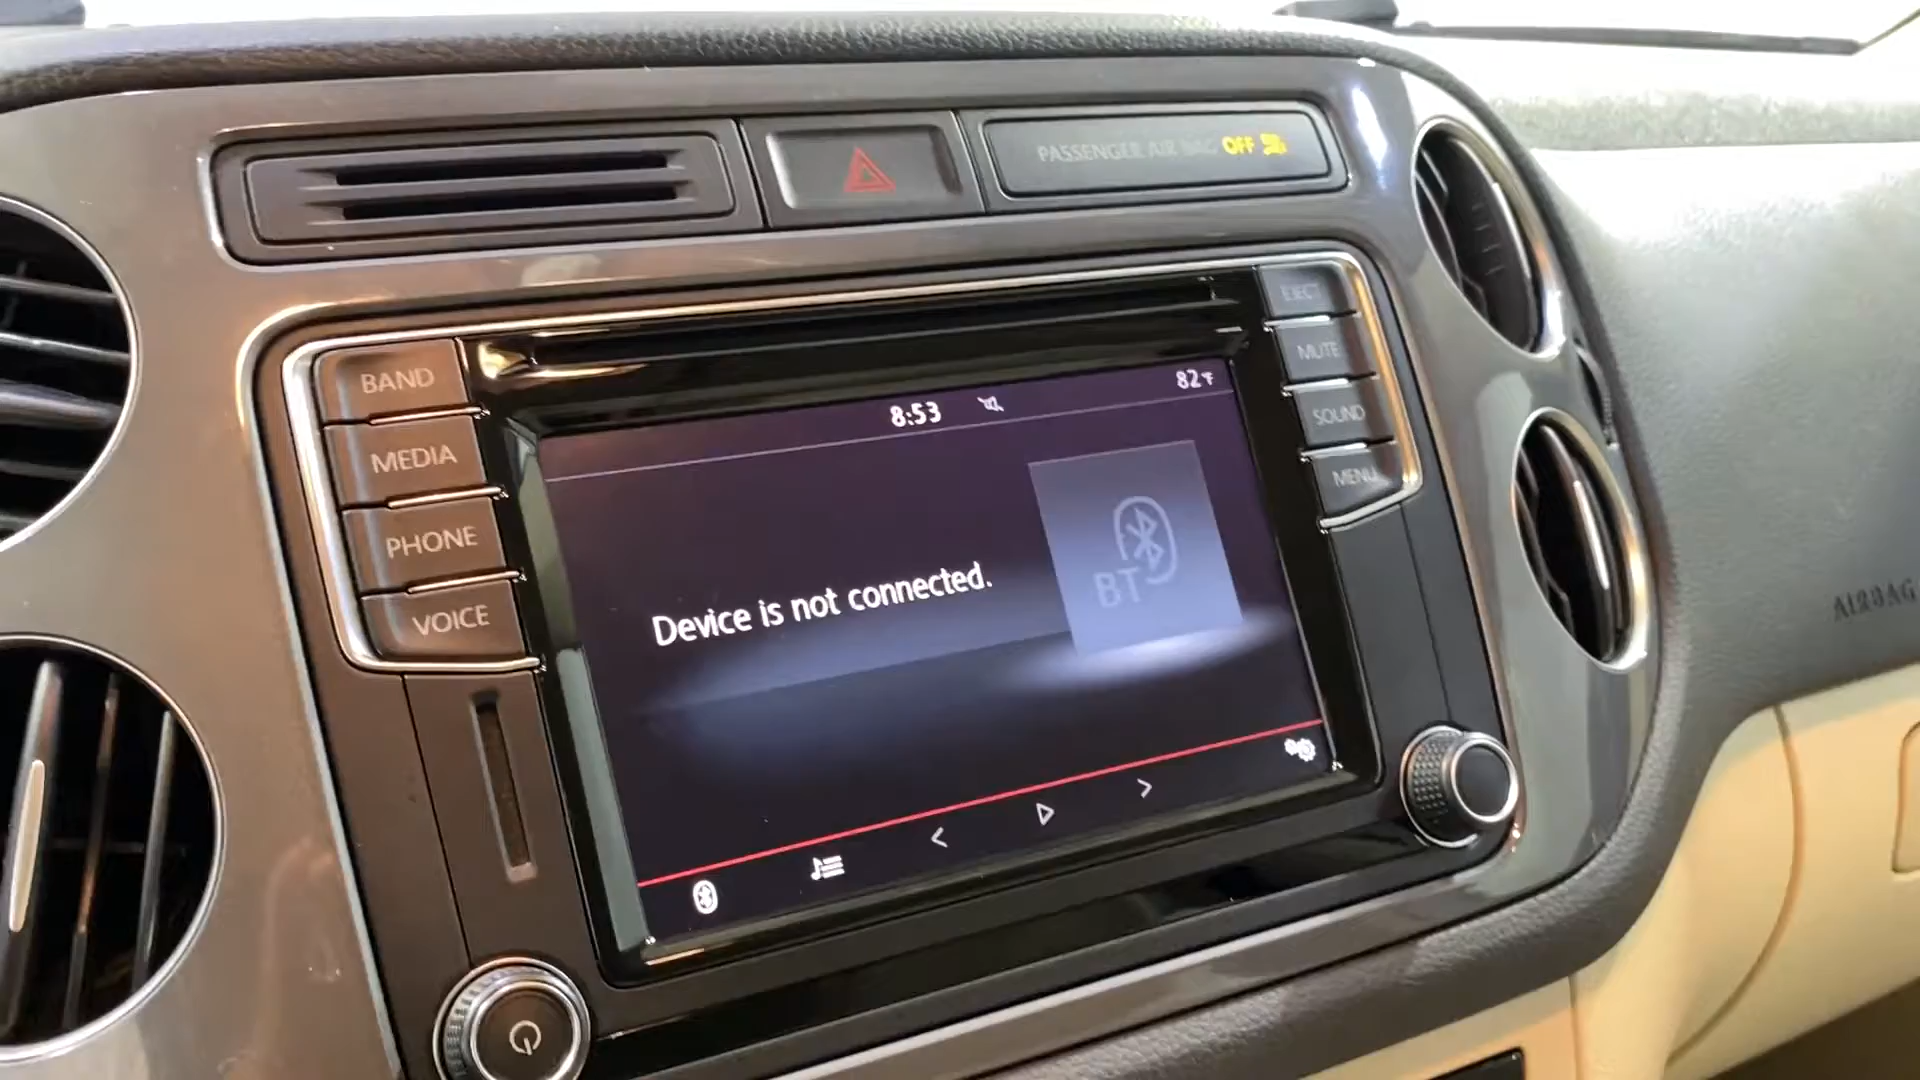 PASSENGER AIR BAG OFF
EJECT
MUTE
SOUND
MENU
BAND
MEDIA
PHONE
VOICE
8:53
82°F
Device is not connected.
BT
AIRBAG